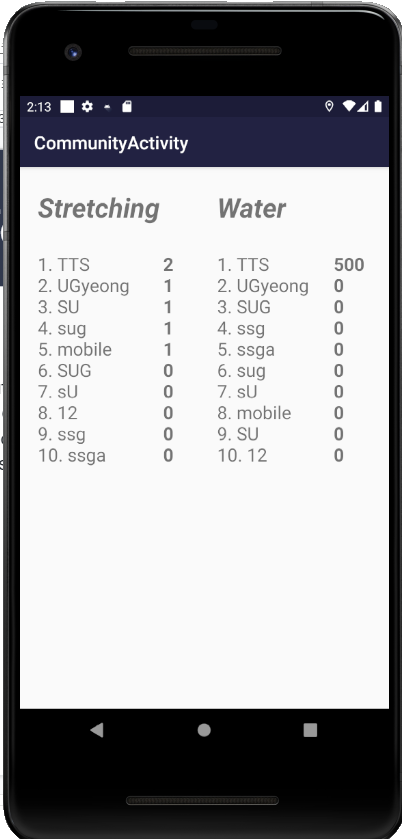 2:13
CommunityActivity
Stretching
1. TTS 2
2. UGyeong 1
3. SU 1
4. sug 1
5. mobile 1
6. SUG 0
7. sU 0
8. 12 0
9. ssg 0
10. ssga 0
Water
1. TTS 500
2. UGyeong 0
3. SUG 0
4. ssg 0
5. ssga 0
6. sug 0
7. sU 0
8. mobile 0
9. SU 0
10. 12 0